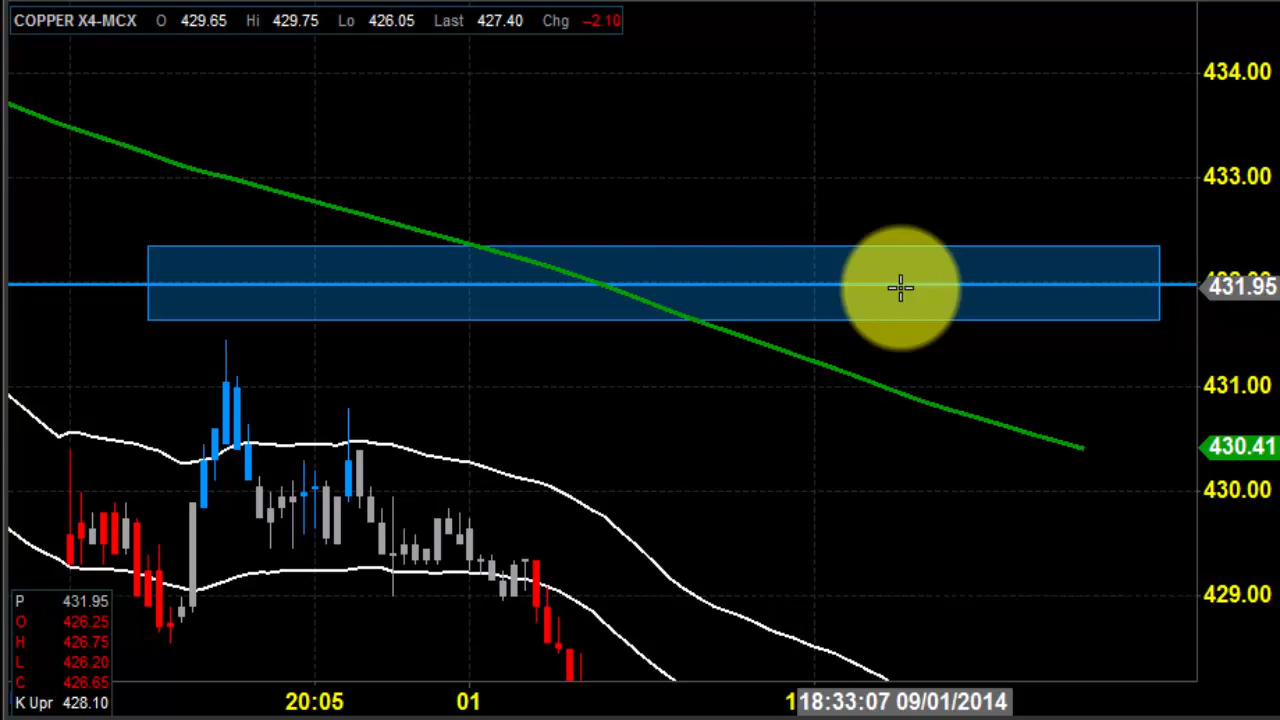 COPPER X4-MCX O 429.65 Hi 429.75 Lo 426.05 Last 427.40 Chg –2.10
434.00
433.00
431.95
431.00
430.41
430.00
429.00
P 431.95
O 426.25
H 426.75
L 426.20
C 426.65
K Upr 428.10
20:05 01 18:33:07 09/01/2014